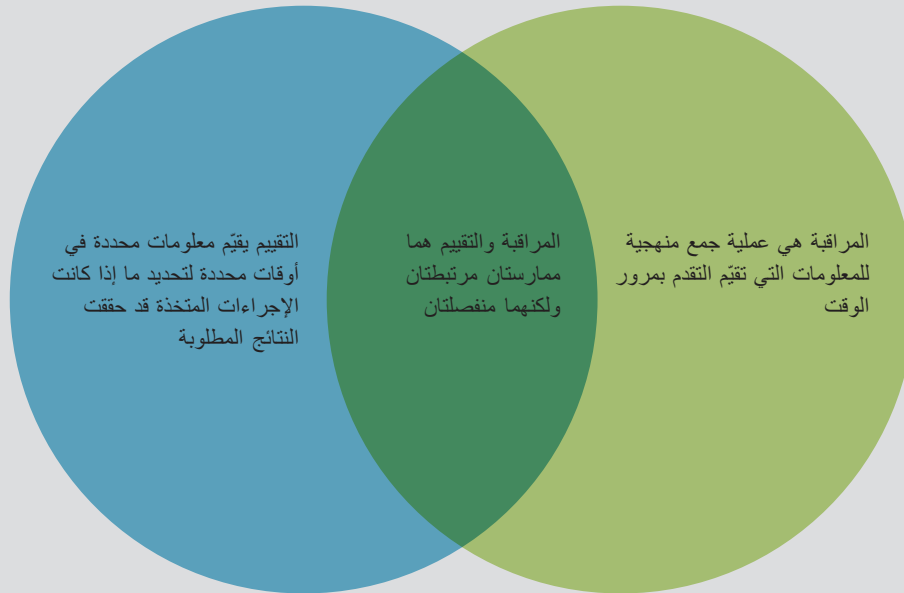 المراقبة هي عملية جمع منهجية
للمعلومات التي تقيّم التقدم بمرور
الوقت
المراقبة والتقييم هما
ممارستان مرتبطتان
ولكنهما منفصلتان
التقييم يقيّم معلومات محددة في
أوقات محددة لتحديد ما إذا كانت
الإجراءات المتخذة قد حققت
النتائج المطلوبة